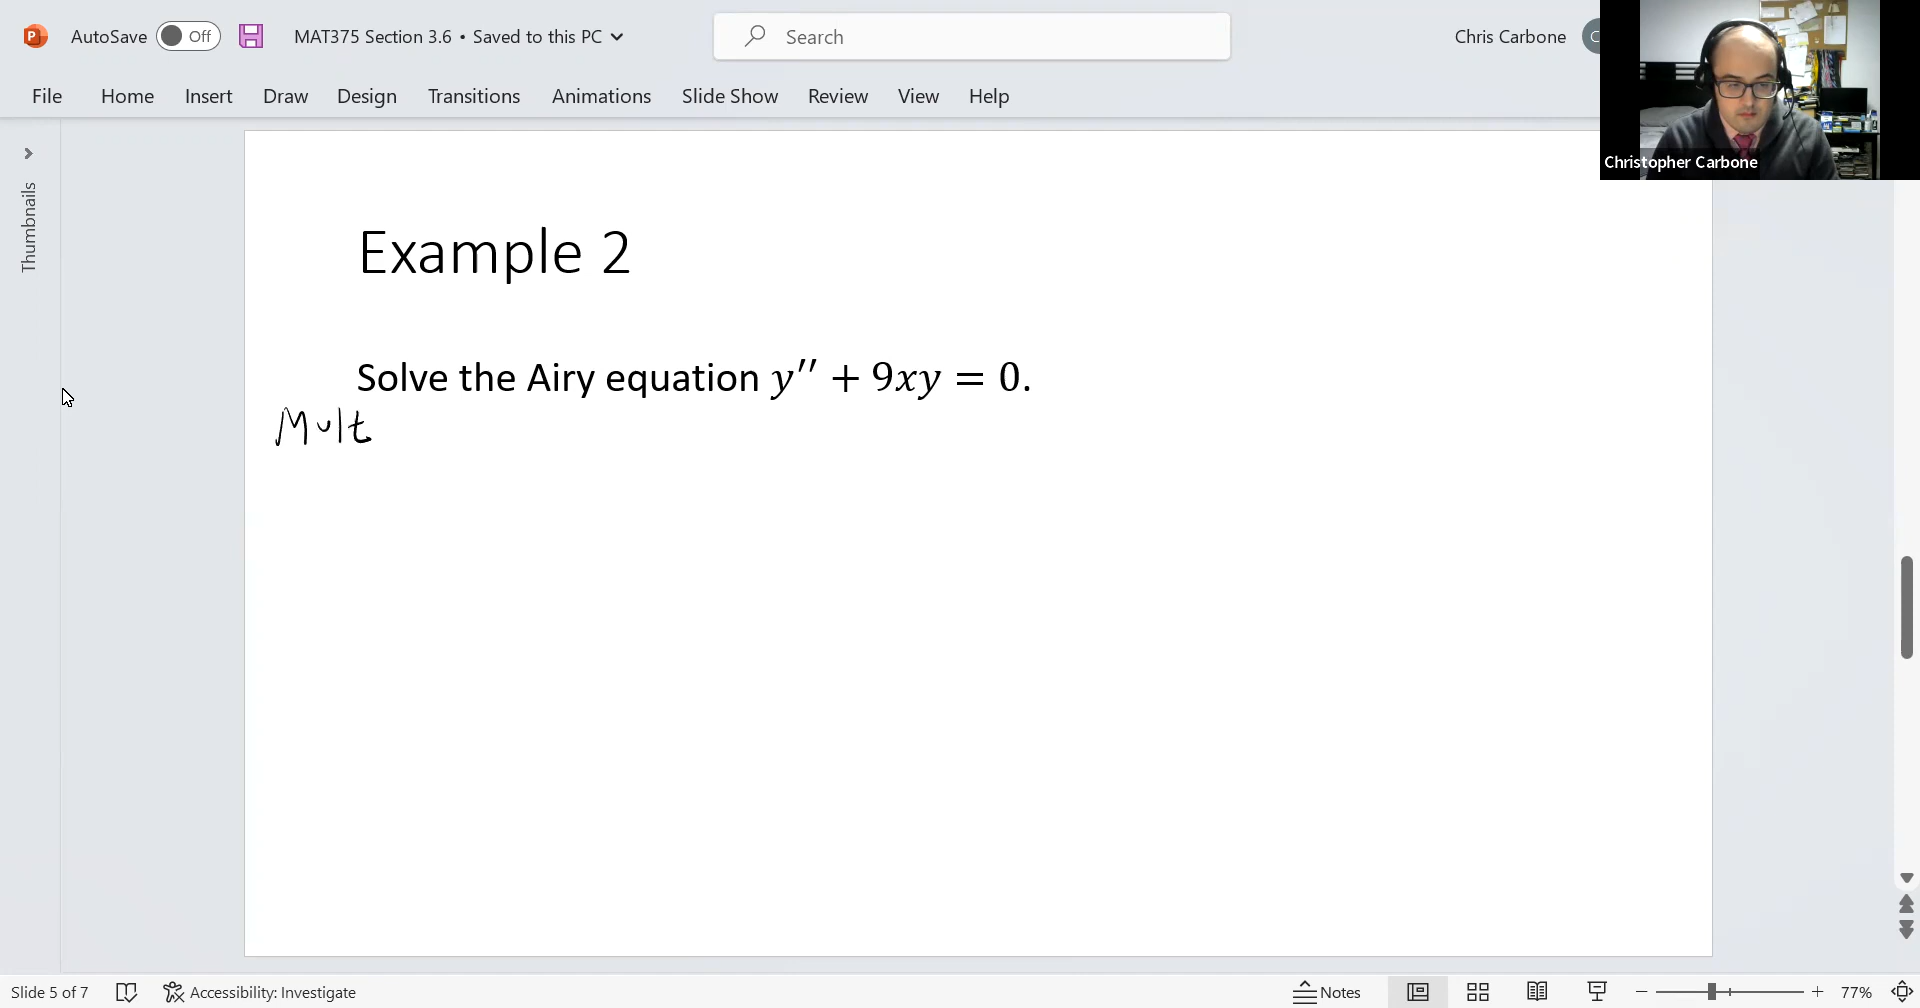 AutoSave Off MAT375 Section 3.6 • Saved to this PC Search Chris Carbone C
File Home Insert Draw Design Transitions Animations Slide Show Review View Help
Christopher Carbone
Thumbnails
Example 2
Solve the Airy equation y′′ + 9xy = 0.
Mult
Slide 5 of 7 Accessibility: Investigate Notes 77%